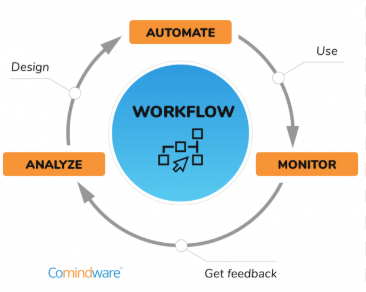 AUTOMATE
Use
Design
WORKFLOW
ANALYZE
MONITOR
Comindware®
Get feedback